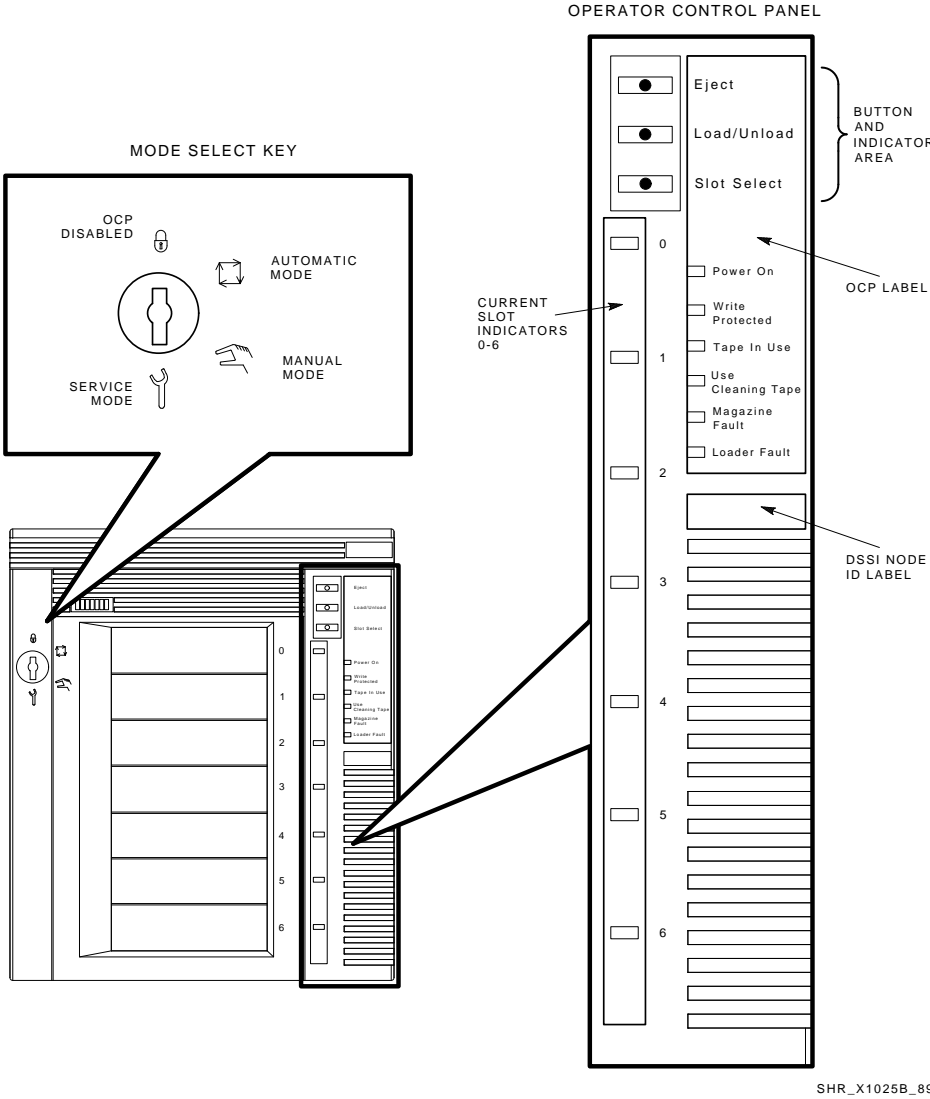 OPERATOR CONTROL PANEL
Eject
Load/Unload
Slot Select
BUTTON
AND
INDICATOR
AREA
MODE SELECT KEY
OCP
DISABLED
AUTOMATIC
MODE
MANUAL
MODE
SERVICE
MODE
CURRENT
SLOT
INDICATORS
0-6
0
1
2
3
4
5
6
Power On
Write
Protected
Tape In Use
Use
Cleaning Tape
Magazine
Fault
Loader Fault
OCP LABEL
DSSI NODE
ID LABEL
Eject
Load/Unload
Slot Select
0
1
2
3
4
5
6
Power On
Write
Protected
Tape In Use
Use
Cleaning Tape
Magazine
Fault
Loader Fault
SHR_X1025B_89